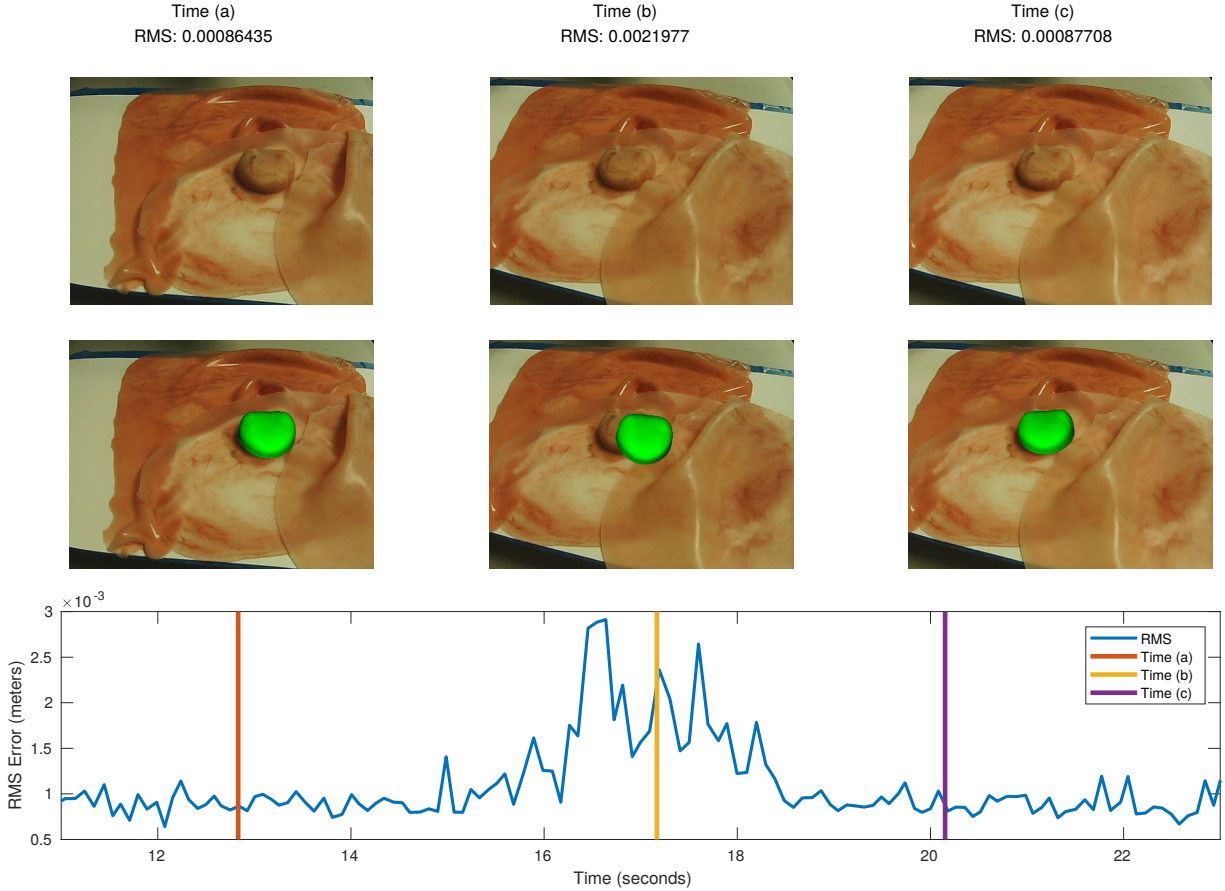 Time (a)
RMS: 0.00086435
Time (b)
RMS: 0.0021977
Time (c)
RMS: 0.00087708
×10⁻³
3
2.5
2
1.5
1
0.5
RMS Error (meters)
RMS
Time (a)
Time (b)
Time (c)
12
14
16
18
20
22
Time (seconds)